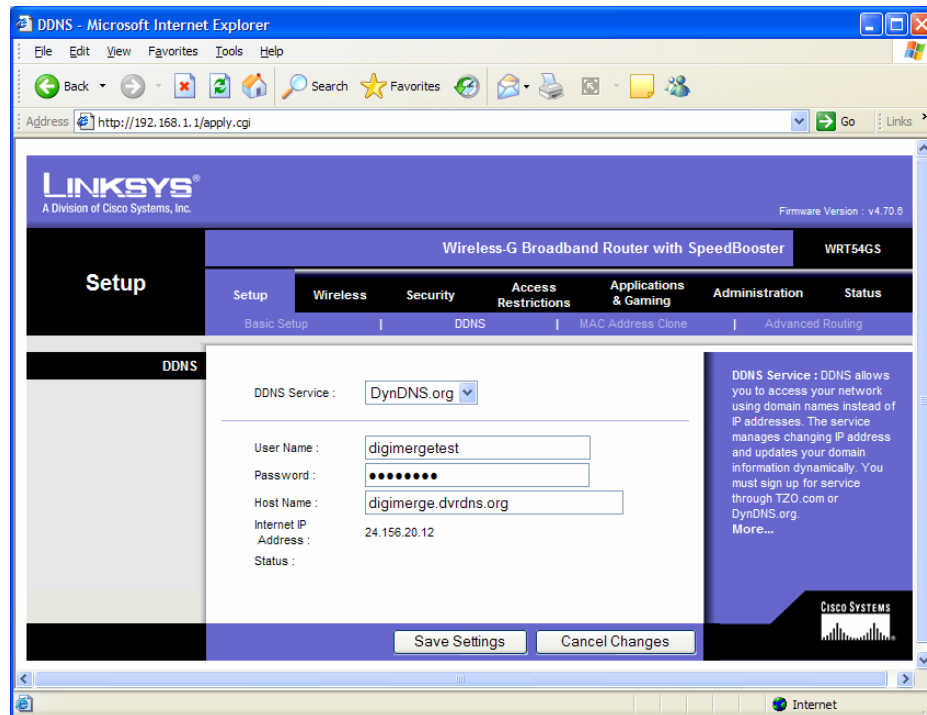 DDNS - Microsoft Internet Explorer
File Edit View Favorites Tools Help
Back Search Favorites
Address http://192.168.1.1/apply.cgi Go Links
LINKSYS®
A Division of Cisco Systems, Inc.
Firmware Version : v4.70.6
Wireless-G Broadband Router with SpeedBooster WRT54GS
Setup
Setup Wireless Security Access Restrictions Applications & Gaming Administration Status
Basic Setup | DDNS | MAC Address Clone | Advanced Routing
DDNS
DDNS Service : DynDNS.org
User Name : digimergetest
Password : ●●●●●●●●
Host Name : digimerge.dvrdns.org
Internet IP
Address : 24.156.20.12
Status :
DDNS Service : DDNS allows
you to access your network
using domain names instead of
IP addresses. The service
manages changing IP address
and updates your domain
information dynamically. You
must sign up for service
through TZO.com or
DynDNS.org.
More...
CISCO SYSTEMS
Save Settings Cancel Changes
Internet